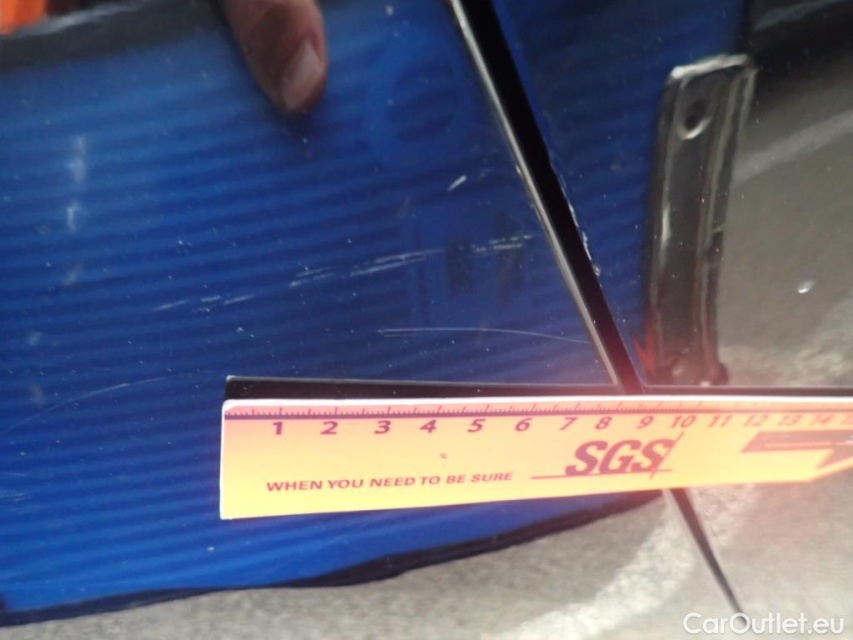 1 2 3 4 5 6 7 8 9 10 11 12 13 14
SGS
WHEN YOU NEED TO BE SURE
CarOutlet.eu